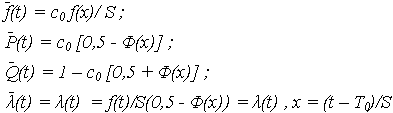 f̄(t) = c₀ f(x)/ S ;
P̄(t) = c₀ [0,5 - Φ(x)] ;
Q̄(t) = 1 – c₀ [0,5 + Φ(x)] ;
λ̄(t) = λ(t) = f(t)/S(0,5 - Φ(x)) = λ(t) , x = (t – T₀)/S